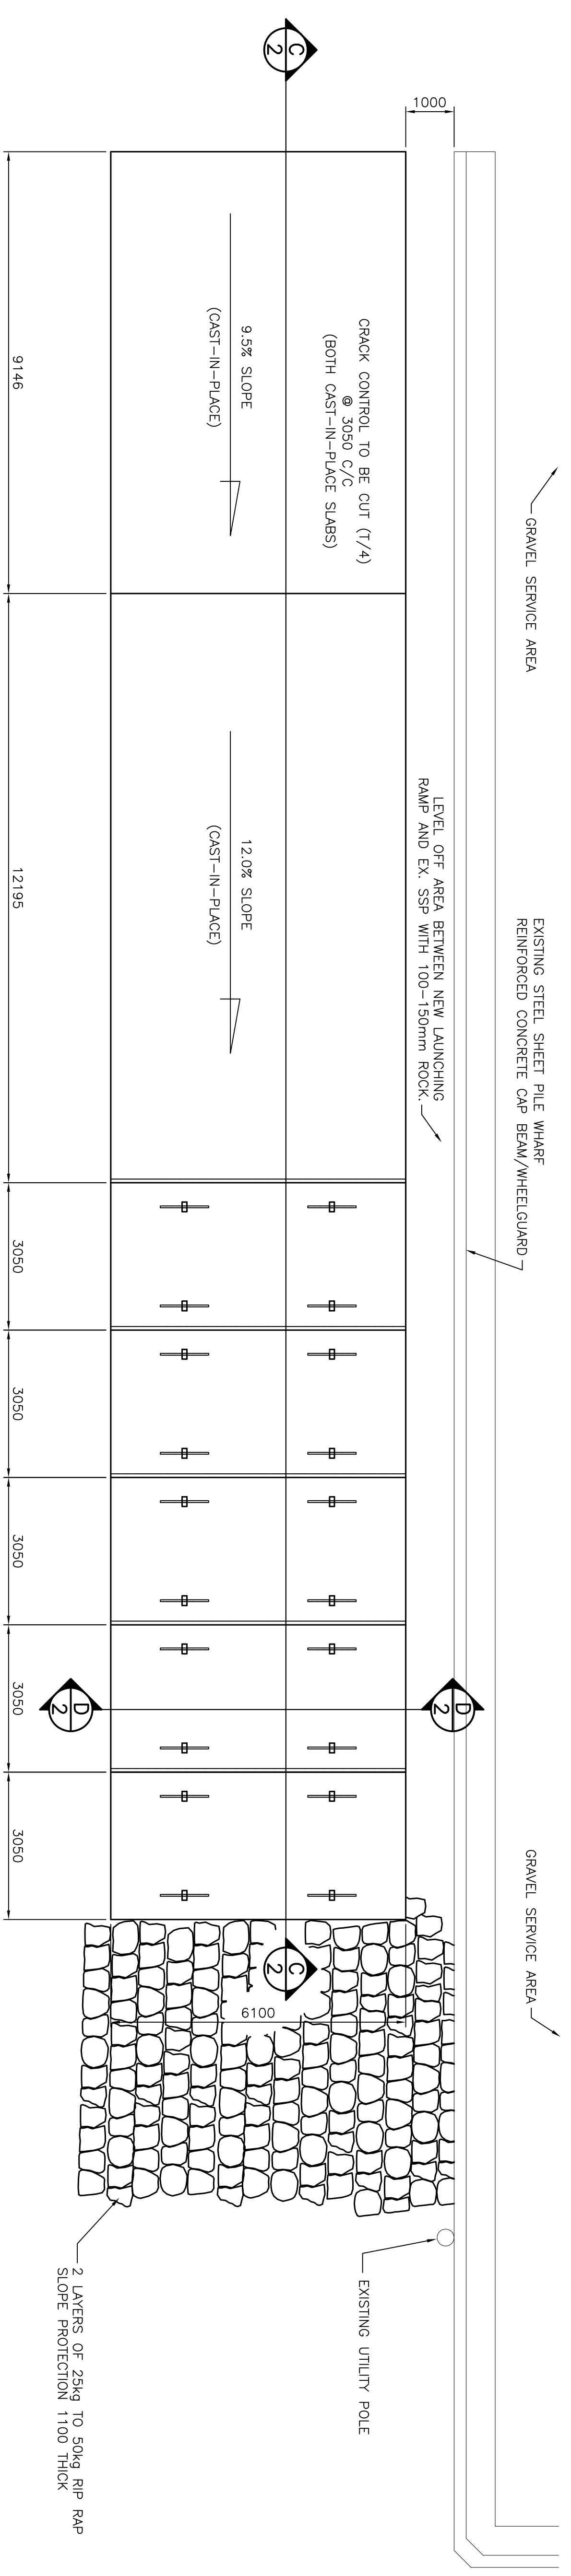 C
2
1000
GRAVEL SERVICE AREA
CRACK CONTROL TO BE CUT (T/4)
@ 3050 C/C
(BOTH CAST-IN-PLACE SLABS)
9.5% SLOPE
(CAST-IN-PLACE)
9146
LEVEL OFF AREA BETWEEN NEW LAUNCHING
RAMP AND EX. SSP WITH 100-150mm ROCK.
12.0% SLOPE
(CAST-IN-PLACE)
12195
EXISTING STEEL SHEET PILE WHARF
REINFORCED CONCRETE CAP BEAM/WHEELGUARD
3050
3050
3050
3050
3050
D
2
D
2
GRAVEL SERVICE AREA
C
2
6100
EXISTING UTILITY POLE
2 LAYERS OF 25kg TO 50kg RIP RAP
SLOPE PROTECTION 1100 THICK